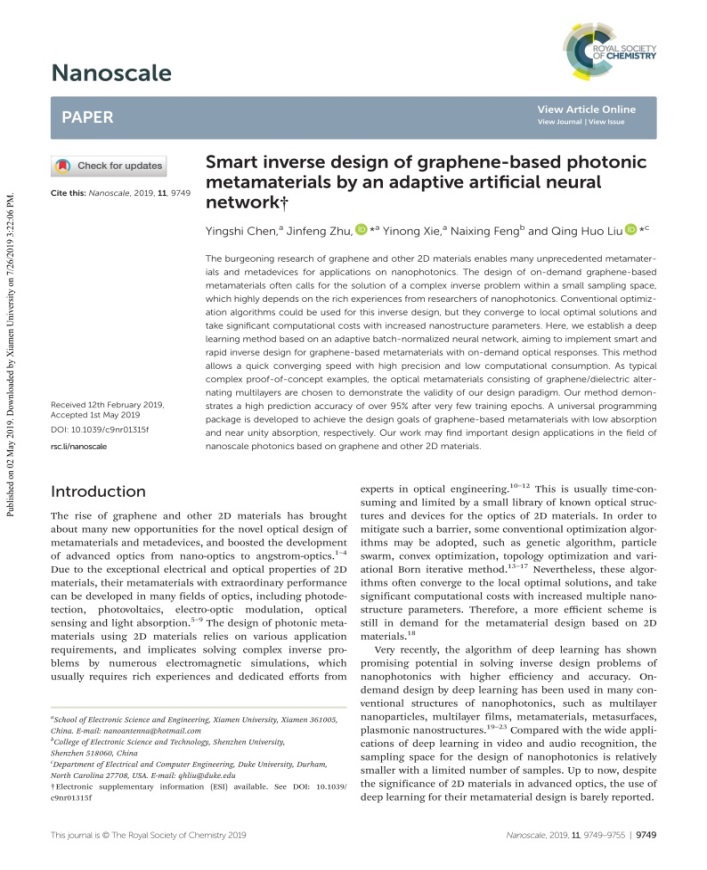 ROYAL SOCIETY
OF CHEMISTRY
Nanoscale
PAPER
View Article Online
View Journal | View Issue
Check for updates
Cite this: Nanoscale, 2019, 11, 9749
Received 12th February 2019,
Accepted 1st May 2019
DOI: 10.1039/c9nr01315f
rsc.li/nanoscale
Smart inverse design of graphene-based photonic
metamaterials by an adaptive artificial neural
network†
Yingshi Chen,a Jinfeng Zhu, iD *a Yinong Xie,a Naixing Fengb and Qing Huo Liu iD *c
The burgeoning research of graphene and other 2D materials enables many unprecedented metamater-
ials and metadevices for applications on nanophotonics. The design of on-demand graphene-based
metamaterials often calls for the solution of a complex inverse problem within a small sampling space,
which highly depends on the rich experiences from researchers of nanophotonics. Conventional optimiz-
ation algorithms could be used for this inverse design, but they converge to local optimal solutions and
take significant computational costs with increased nanostructure parameters. Here, we establish a deep
learning method based on an adaptive batch-normalized neural network, aiming to implement smart and
rapid inverse design for graphene-based metamaterials with on-demand optical responses. This method
allows a quick converging speed with high precision and low computational consumption. As typical
complex proof-of-concept examples, the optical metamaterials consisting of graphene/dielectric alter-
nating multilayers are chosen to demonstrate the validity of our design paradigm. Our method demon-
strates a high prediction accuracy of over 95% after very few training epochs. A universal programming
package is developed to achieve the design goals of graphene-based metamaterials with low absorption
and near unity absorption, respectively. Our work may find important design applications in the field of
nanoscale photonics based on graphene and other 2D materials.
Introduction
The rise of graphene and other 2D materials has brought
about many new opportunities for the novel optical design of
metamaterials and metadevices, and boosted the development
of advanced optics from nano-optics to angstrom-optics.1–4
Due to the exceptional electrical and optical properties of 2D
materials, their metamaterials with extraordinary performance
can be developed in many fields of optics, including photode-
tection, photovoltaics, electro-optic modulation, optical
sensing and light absorption.5–9 The design of photonic meta-
materials using 2D materials relies on various application
requirements, and implicates solving complex inverse pro-
blems by numerous electromagnetic simulations, which
usually requires rich experiences and dedicated efforts from
aSchool of Electronic Science and Engineering, Xiamen University, Xiamen 361005,
China. E-mail: nanoantenna@hotmail.com
bCollege of Electronic Science and Technology, Shenzhen University,
Shenzhen 518060, China
cDepartment of Electrical and Computer Engineering, Duke University, Durham,
North Carolina 27708, USA. E-mail: qhliu@duke.edu
†Electronic supplementary information (ESI) available. See DOI: 10.1039/
c9nr01315f
experts in optical engineering.10–12 This is usually time-con-
suming and limited by a small library of known optical struc-
tures and devices for the optics of 2D materials. In order to
mitigate such a barrier, some conventional optimization algor-
ithms may be adopted, such as genetic algorithm, particle
swarm, convex optimization, topology optimization and vari-
ational Born iterative method.13–17 Nevertheless, these algor-
ithms often converge to the local optimal solutions, and take
significant computational costs with increased multiple nano-
structure parameters. Therefore, a more efficient scheme is
still in demand for the metamaterial design based on 2D
materials.18
Very recently, the algorithm of deep learning has shown
promising potential in solving inverse design problems of
nanophotonics with higher efficiency and accuracy. On-
demand design by deep learning has been used in many con-
ventional structures of nanophotonics, such as multilayer
nanoparticles, multilayer films, metamaterials, metasurfaces,
plasmonic nanostructures.19–23 Compared with the wide appli-
cations of deep learning in video and audio recognition, the
sampling space for the design of nanophotonics is relatively
smaller with a limited number of samples. Up to now, despite
the significance of 2D materials in advanced optics, the use of
deep learning for their metamaterial design is barely reported.
Published on 02 May 2019. Downloaded by Xiamen University on 7/26/2019 3:22:06 PM.
This journal is © The Royal Society of Chemistry 2019
Nanoscale, 2019, 11, 9749–9755 | 9749